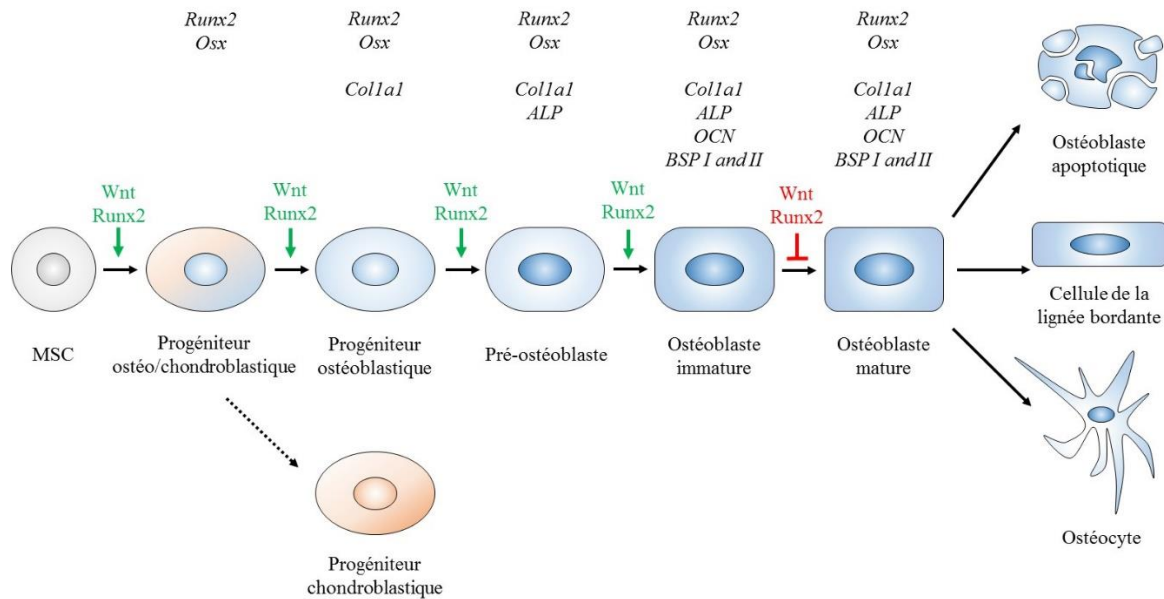 Runx2
Osx
Runx2
Osx
Col1a1
Runx2
Osx
Col1a1
ALP
Runx2
Osx
Col1a1
ALP
OCN
BSP I and II
Runx2
Osx
Col1a1
ALP
OCN
BSP I and II
Ostéoblaste
apoptotique
Wnt
Runx2
Wnt
Runx2
Wnt
Runx2
Wnt
Runx2
Wnt
Runx2
MSC
Progéniteur
ostéo/chondroblastique
Progéniteur
ostéoblastique
Pré-ostéoblaste
Ostéoblaste
immature
Ostéoblaste
mature
Cellule de la
lignée bordante
Progéniteur
chondroblastique
Ostéocyte